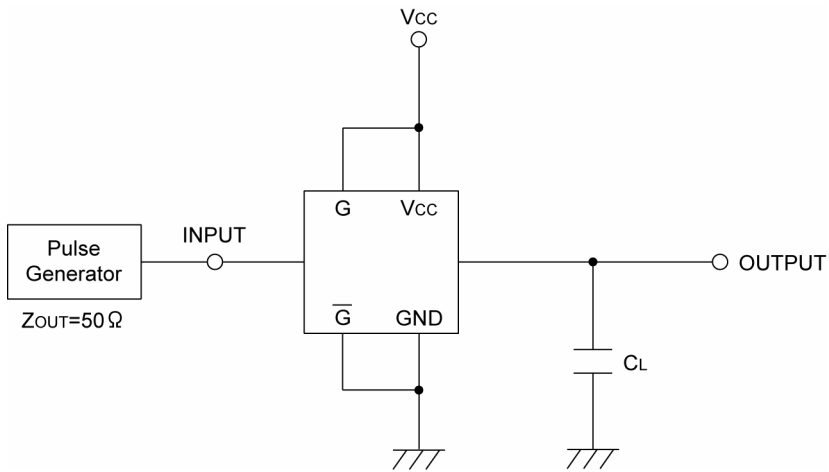 VCC
G VCC
INPUT
Pulse
Generator
OUTPUT
G̅ GND
ZOUT=50Ω
CL